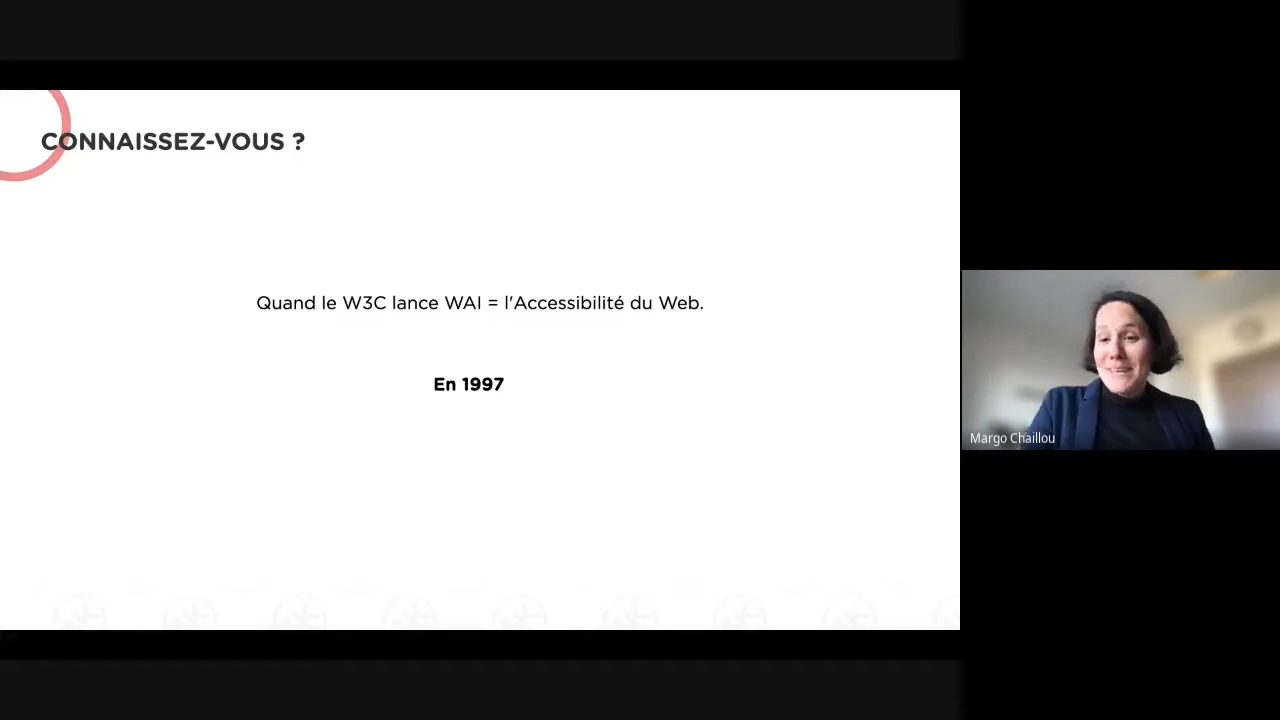 CONNAISSEZ-VOUS ?
Quand le W3C lance WAI = l'Accessibilité du Web.
En 1997
Margo Chaillou